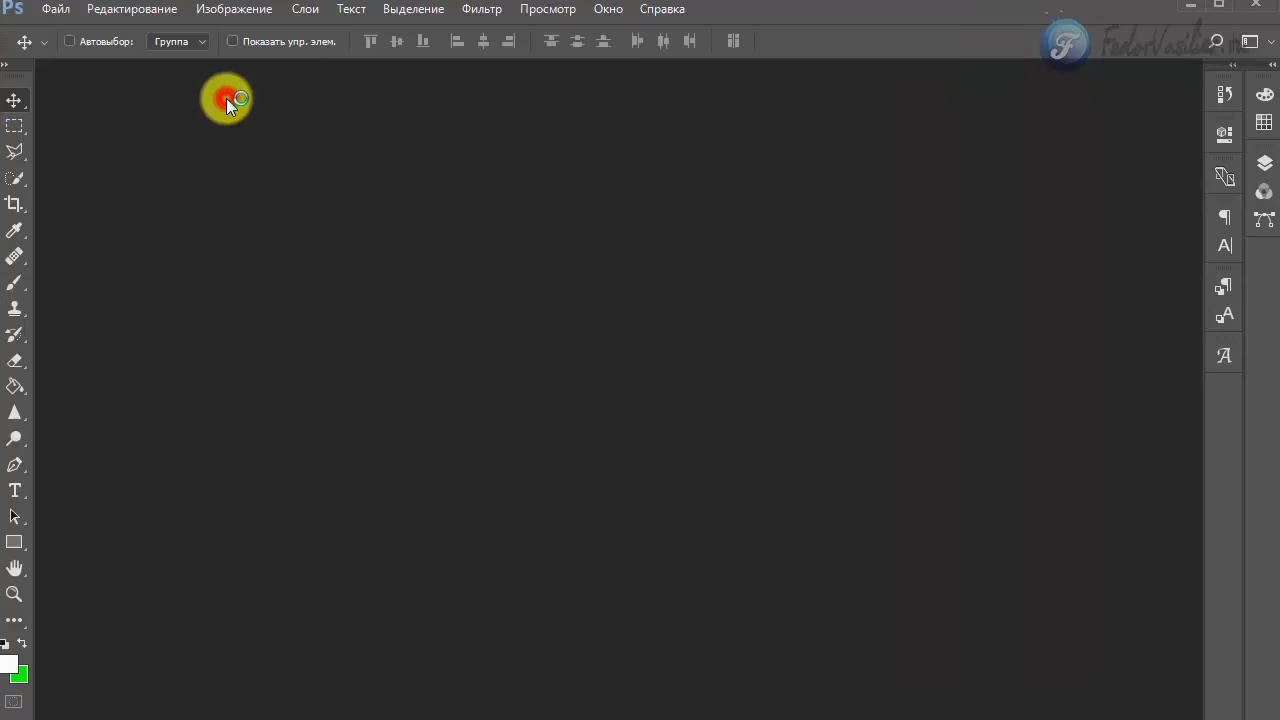 Ps Файл Редактирование Изображение Слои Текст Выделение Фильтр Просмотр Окно Справка
Автовыбор: Группа Показать упр. элем.